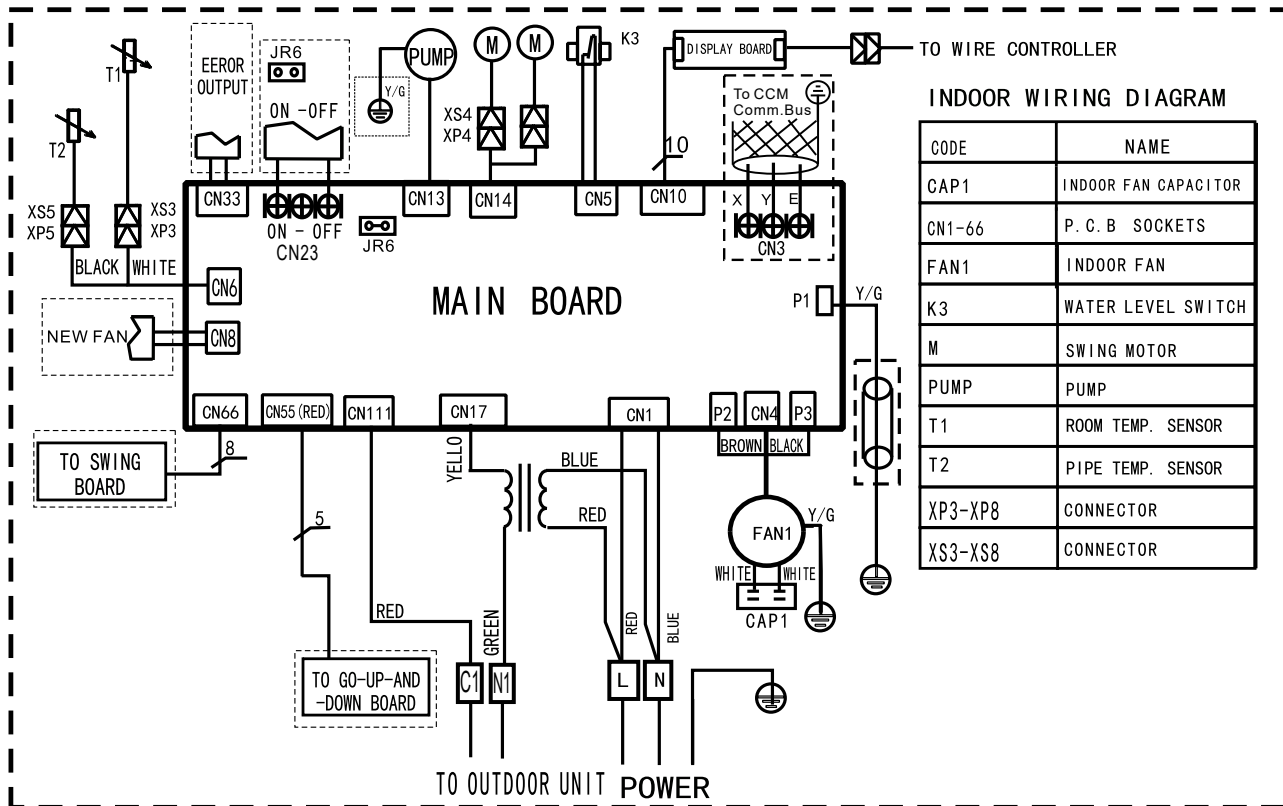 JR6
K3
DISPLAY BOARD
TO WIRE CONTROLLER
T1
EEROR
OUTPUT
ON -OFF
PUMP
Y/G
M
M
XS4
XP4
To CCM
Comm.Bus
INDOOR WIRING DIAGRAM
T2
10
X
Y
E
XS5
XP5
XS3
XP3
CN33
ON - OFF
CN23
JR6
CN13
CN14
CN5
CN10
CN3
BLACK
WHITE
CN6
MAIN BOARD
P1
Y/G
NEW FAN
CN8
CN66
CN55 (RED)
CN111
CN17
CN1
P2
CN4
P3
BROWN
BLACK
TO SWING
BOARD
8
YELLO
BLUE
RED
5
FAN1
Y/G
WHITE
WHITE
CAP1
RED
GREEN
RED
BLUE
TO GO-UP-AND
-DOWN BOARD
C1
N1
L
N
TO OUTDOOR UNIT
POWER
CODE NAME
CAP1 INDOOR FAN CAPACITOR
CN1-66 P.C.B SOCKETS
FAN1 INDOOR FAN
K3 WATER LEVEL SWITCH
M SWING MOTOR
PUMP PUMP
T1 ROOM TEMP. SENSOR
T2 PIPE TEMP. SENSOR
XP3-XP8 CONNECTOR
XS3-XS8 CONNECTOR